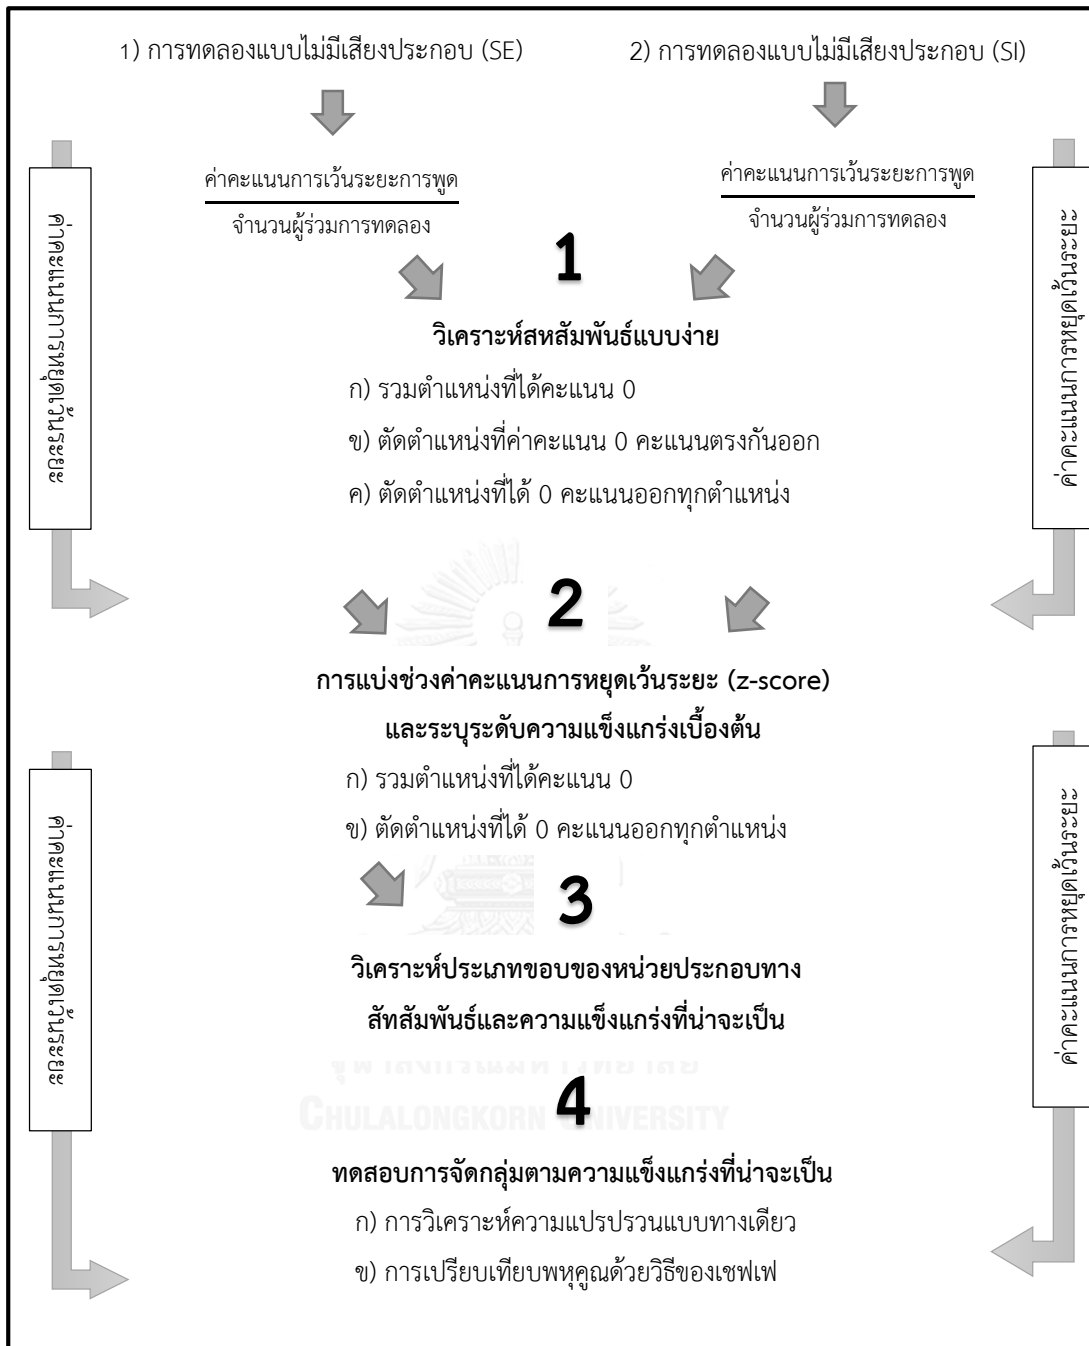 1) การทดลองแบบไม่มีเสียงประกอบ (SE)
2) การทดลองแบบไม่มีเสียงประกอบ (SI)
ค่าคะแนนการเว้นระยะการพูด
จำนวนผู้ร่วมการทดลอง
ค่าคะแนนการเว้นระยะการพูด
จำนวนผู้ร่วมการทดลอง
ค่าคะแนนการหยุดเว้นระยะ
ค่าคะแนนการหยุดเว้นระยะ
1
วิเคราะห์สหสัมพันธ์แบบง่าย
ก) รวมตำแหน่งที่ได้คะแนน 0
ข) ตัดตำแหน่งที่ค่าคะแนน 0 คะแนนตรงกันออก
ค) ตัดตำแหน่งที่ได้ 0 คะแนนออกทุกตำแหน่ง
2
การแบ่งช่วงค่าคะแนนการหยุดเว้นระยะ (z-score)
และระบุระดับความแข็งแกร่งเบื้องต้น
ก) รวมตำแหน่งที่ได้คะแนน 0
ข) ตัดตำแหน่งที่ได้ 0 คะแนนออกทุกตำแหน่ง
ค่าคะแนนการหยุดเว้นระยะ
ค่าคะแนนการหยุดเว้นระยะ
3
วิเคราะห์ประเภทขอบของหน่วยประกอบทาง
สัทสัมพันธ์และความแข็งแกร่งที่น่าจะเป็น
จุฬาลงกรณ์มหาวิทยาลัย
CHULALONGKORN UNIVERSITY
4
ทดสอบการจัดกลุ่มตามความแข็งแกร่งที่น่าจะเป็น
ก) การวิเคราะห์ความแปรปรวนแบบทางเดียว
ข) การเปรียบเทียบพหุคูณด้วยวิธีของเชฟเฟ